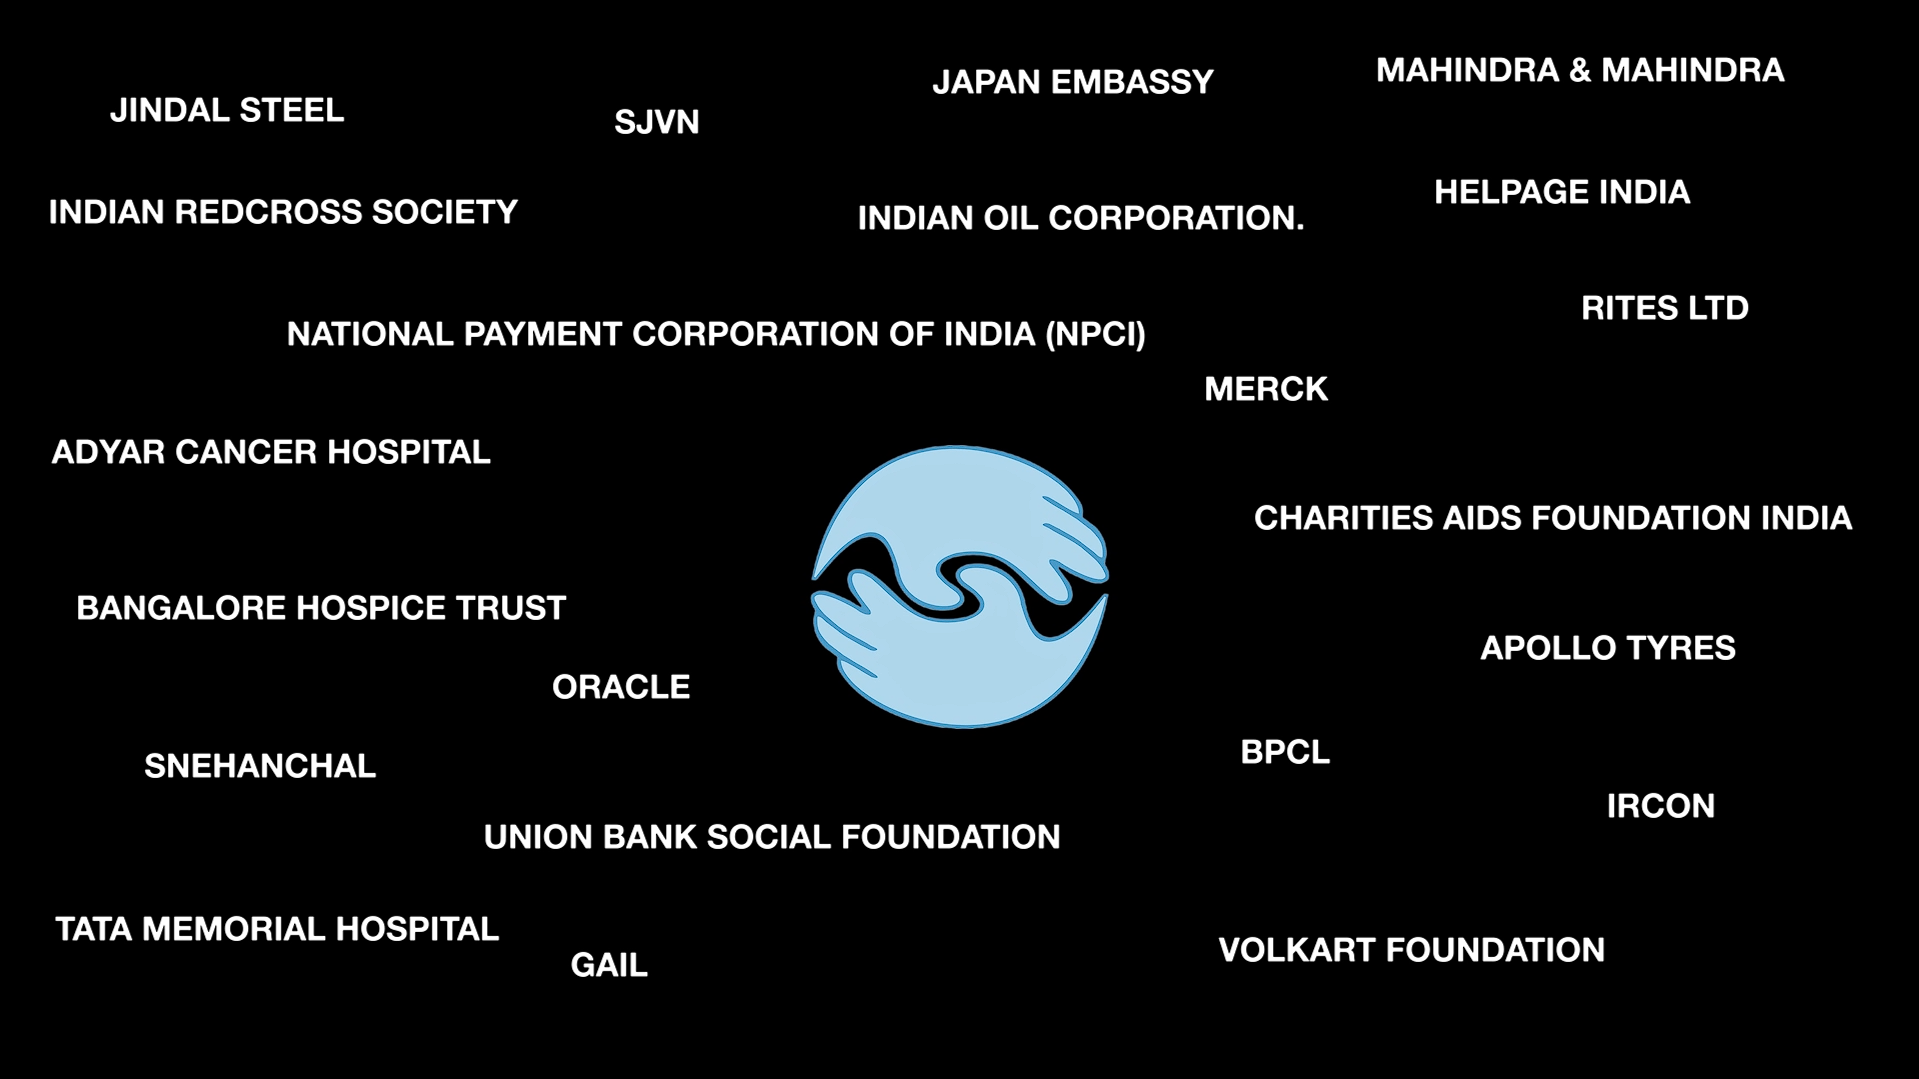 JAPAN EMBASSY
MAHINDRA & MAHINDRA
JINDAL STEEL
SJVN
INDIAN REDCROSS SOCIETY
INDIAN OIL CORPORATION.
HELPAGE INDIA
RITES LTD
NATIONAL PAYMENT CORPORATION OF INDIA (NPCI)
MERCK
ADYAR CANCER HOSPITAL
CHARITIES AIDS FOUNDATION INDIA
BANGALORE HOSPICE TRUST
APOLLO TYRES
ORACLE
BPCL
SNEHANCHAL
IRCON
UNION BANK SOCIAL FOUNDATION
TATA MEMORIAL HOSPITAL
GAIL
VOLKART FOUNDATION